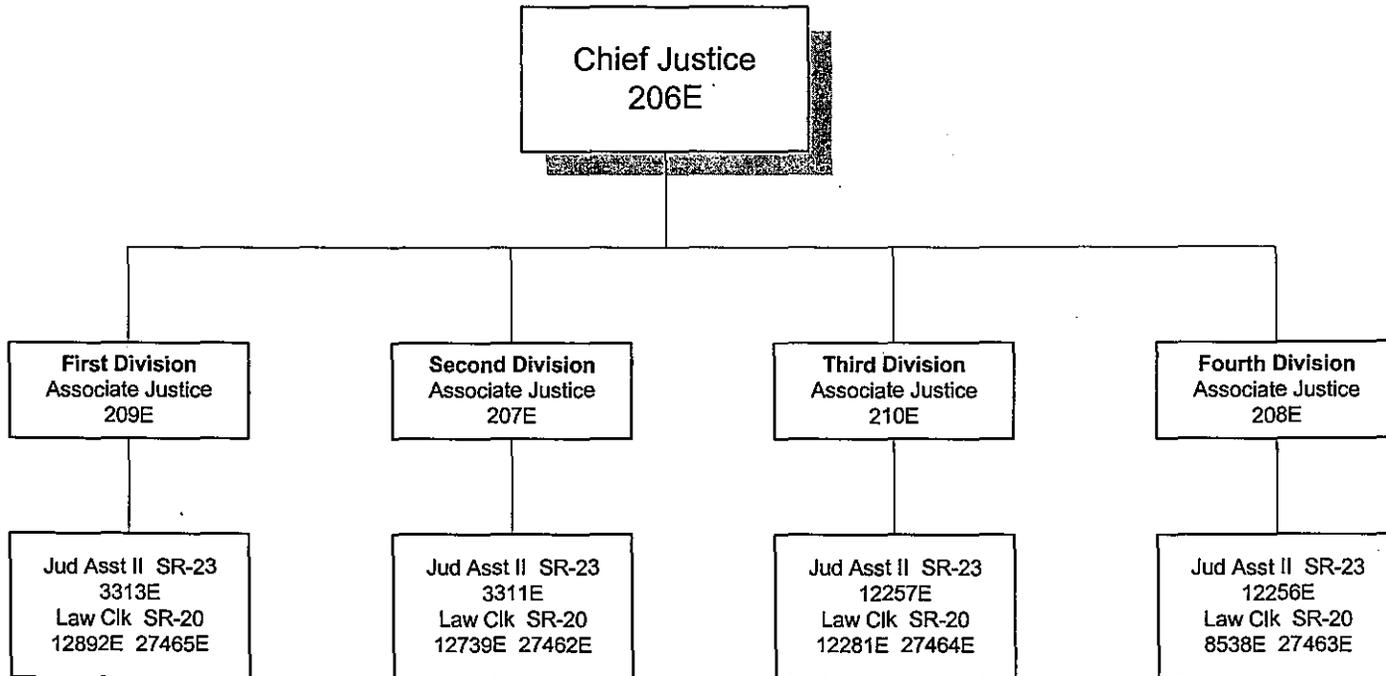 Chief Justice
206E
First Division
Associate Justice
209E
Second Division
Associate Justice
207E
Third Division
Associate Justice
210E
Fourth Division
Associate Justice
208E
Jud Asst II SR-23
3313E
Law Clk SR-20
12892E 27465E
Jud Asst II SR-23
3311E
Law Clk SR-20
12739E 27462E
Jud Asst II SR-23
12257E
Law Clk SR-20
12281E 27464E
Jud Asst II SR-23
12256E
Law Clk SR-20
8538E 27463E